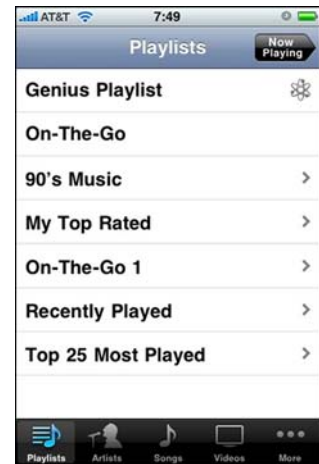 AT&T 7:49
Playlists
Now
Playing
Genius Playlist
On-The-Go
90's Music
My Top Rated
On-The-Go 1
Recently Played
Top 25 Most Played
Playlists Artists Songs Videos More